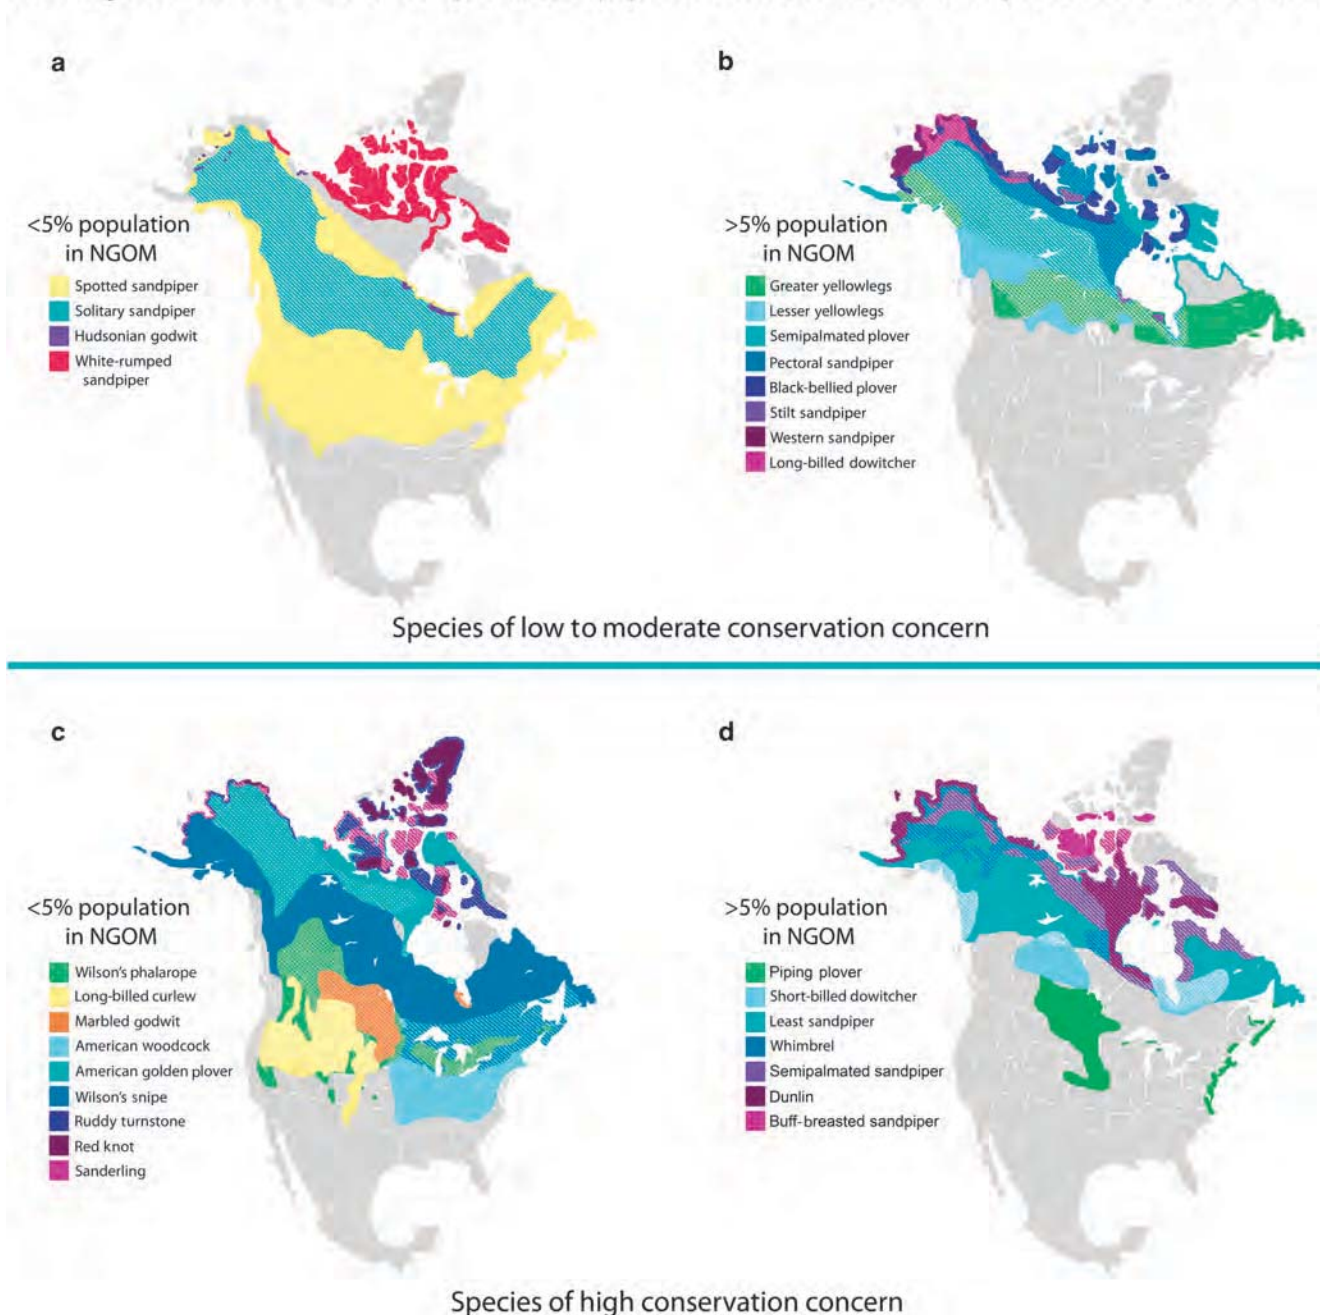 a
<5% population
in NGOM
Spotted sandpiper
Solitary sandpiper
Hudsonian godwit
White-rumped
sandpiper
b
>5% population
in NGOM
Greater yellowlegs
Lesser yellowlegs
Semipalmated plover
Pectoral sandpiper
Black-bellied plover
Stilt sandpiper
Western sandpiper
Long-billed dowitcher
Species of low to moderate conservation concern
c
<5% population
in NGOM
Wilson's phalarope
Long-billed curlew
Marbled godwit
American woodcock
American golden plover
Wilson's snipe
Ruddy turnstone
Red knot
Sanderling
d
>5% population
in NGOM
Piping plover
Short-billed dowitcher
Least sandpiper
Whimbrel
Semipalmated sandpiper
Dunlin
Buff-breasted sandpiper
Species of high conservation concern